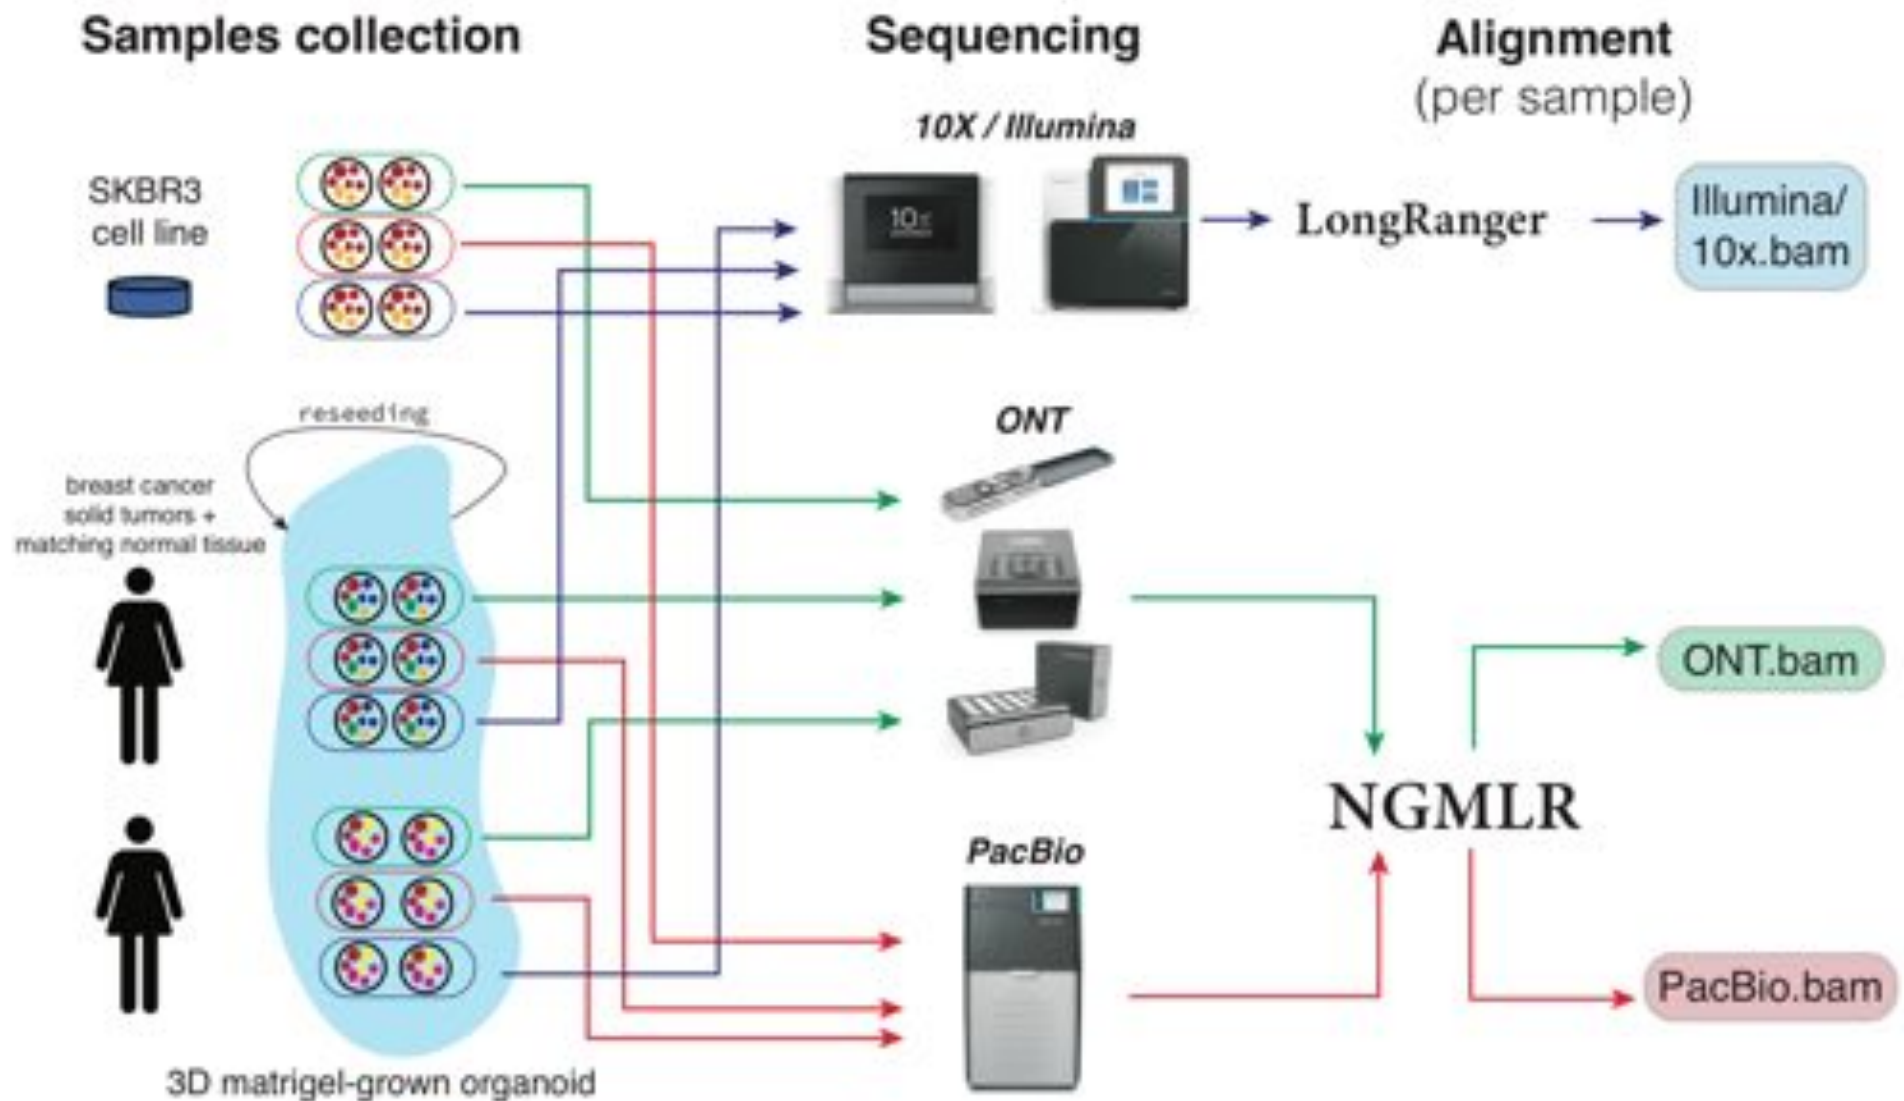 Samples collection
Sequencing
Alignment
(per sample)
10X / Illumina
SKBR3
cell line
10x
LongRanger
Illumina/
10x.bam
reseeding
ONT
breast cancer
solid tumors +
matching normal tissue
ONT.bam
NGMLR
PacBio
PacBio.bam
3D matrigel-grown organoid